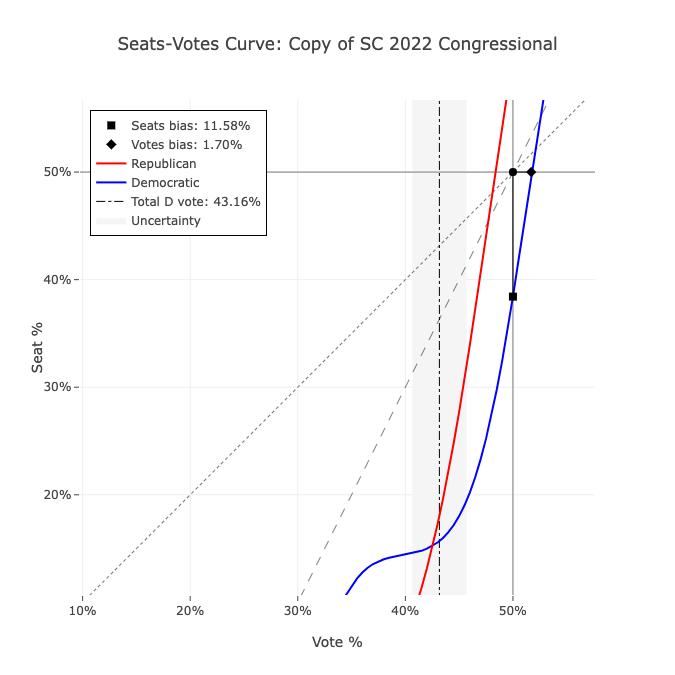 Seats-Votes Curve: Copy of SC 2022 Congressional
Seats bias: 11.58%
Votes bias: 1.70%
Republican
Democratic
Total D vote: 43.16%
Uncertainty
50%
40%
30%
20%
Seat %
10%
20%
30%
40%
50%
Vote %